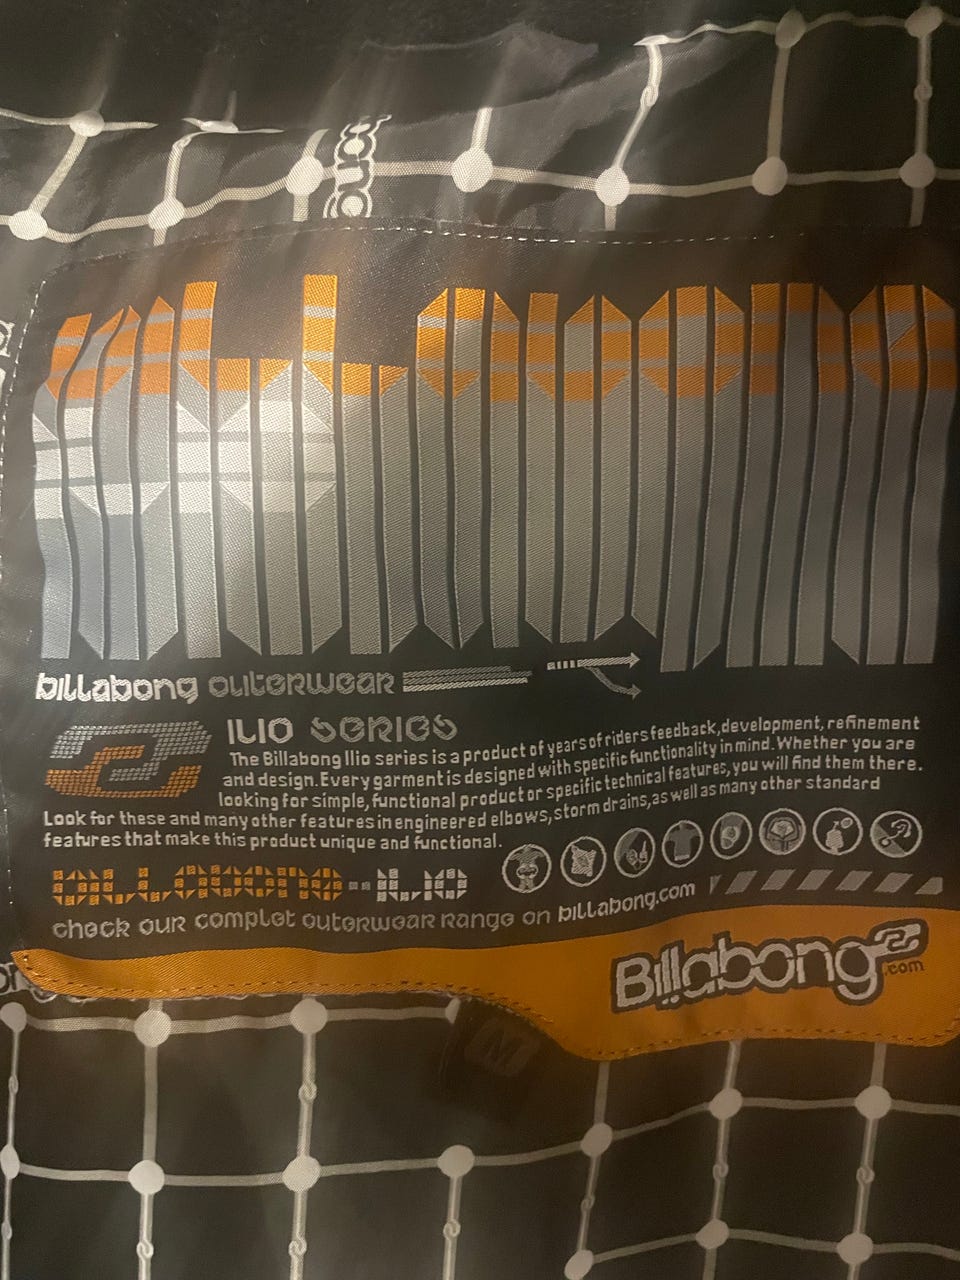 bong
billabong outerwear
ILIO SERIES
The Billabong Ilio series is a product of years of riders feedback, development, refinement
and design. Every garment is designed with specific functionality in mind. Whether you are
looking for simple, functional product or specific technical features, you will find them there.
Look for these and many other features in engineered elbows, storm drains, as well as many other standard
features that make this product unique and functional.
BILLABONG--ILIO
check our complet outerwear range on billabong.com
Billabong
.com
M